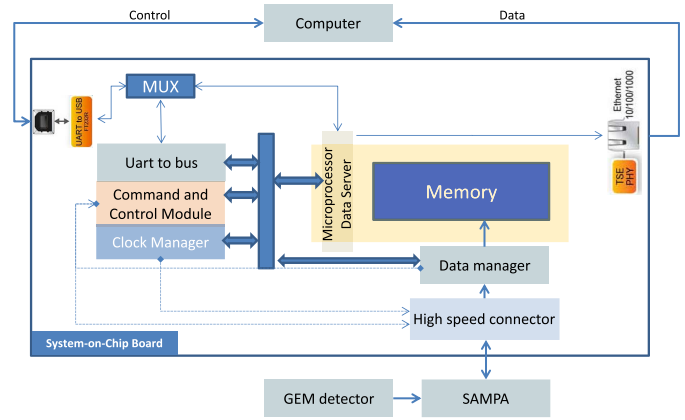 Control
Computer
Data
MUX
UART to USB
FT232R
Ethernet
10/100/1000
Uart to bus
Command and
Control Module
Clock Manager
Microprocessor
Data Server
Memory
TSE
PHY
Data manager
High speed connector
System-on-Chip Board
GEM detector
SAMPA